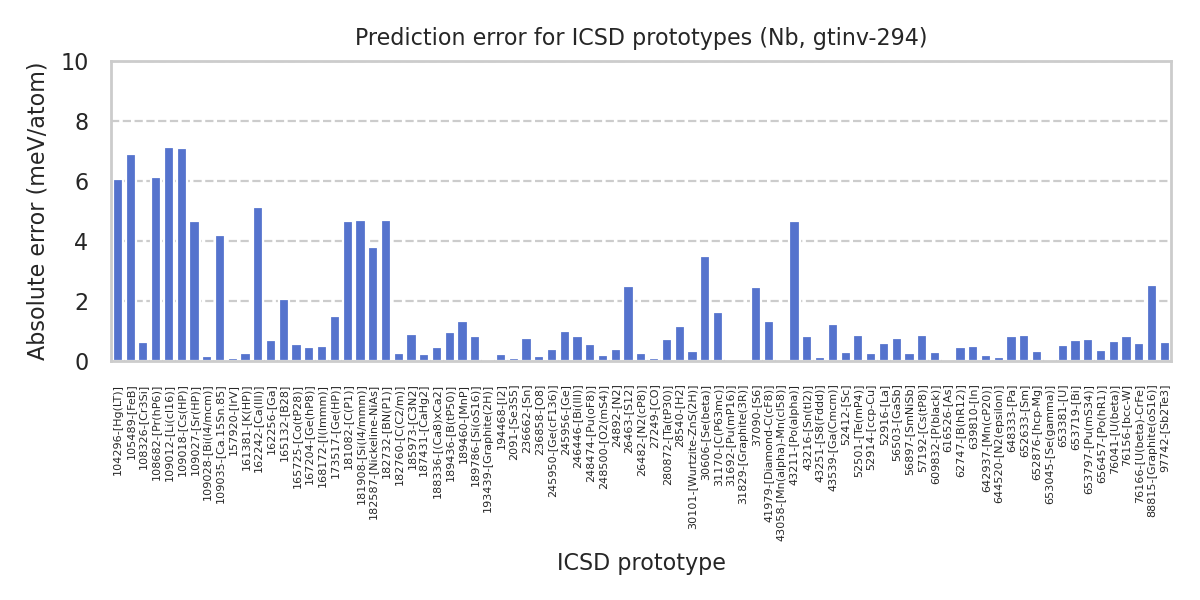 Prediction error for ICSD prototypes (Nb, gtinv-294)
Absolute error (meV/atom)
10
8
6
4
2
0
104296-[Hg(LT)]
105489-[FeB]
108326-[Cr3Si]
108682-[Pr(hP6)]
109012-[Li(cI16)]
109018-[Cs(HP)]
109027-[Sr(HP)]
109028-[Bi(I4/mcm)]
109035-[Ca.15Sn.85]
157920-[IrV]
161381-[K(HP)]
162242-[Ca(III)]
162256-[Ga]
165132-[B28]
165725-[Co(tP28)]
167204-[Ge(hP8)]
168172-[I(Immm)]
173517-[Ge(HP)]
181082-[C(P1)]
181908-[Si(I4/mmm)]
182587-[Nickeline-NiAs]
182732-[BN(P1)]
182760-[C(C2/m)]
185973-[C3N2]
187431-[CaHg2]
188336-[(Ca8)xCa2]
189436-[B(tP50)]
189460-[MnP]
189786-[Si(oS16)]
193439-[Graphite(2H)]
194468-[I2]
2091-[Se3S5]
236662-[Sn]
236858-[O8]
245950-[Ge(cF136)]
245956-[Ge]
246446-[Bi(III)]
248474-[Pu(oF8)]
248500-[O2(mS4)]
24892-[N2]
26463-[S12]
26482-[N2(cP8)]
27249-[CO]
280872-[Ta(tP30)]
28540-[H2]
30101-[Wurtzite-ZnS(2H)]
30606-[Se(beta)]
31170-[C(P63mc)]
31692-[Pu(mP16)]
31829-[Graphite(3R)]
37090-[S6]
41979-[Diamond-C(cF8)]
43058-[Mn(alpha)-Mn(cI58)]
43211-[Po(alpha)]
43216-[Sn(tI2)]
43251-[S8(Fddd)]
43539-[Ga(Cmcm)]
52412-[Sc]
52501-[Te(mP4)]
52914-[ccp-Cu]
52916-[La]
56503-[GaSb]
56897-[SmNiSb]
57192-[Cs(tP8)]
609832-[P(black)]
616526-[As]
62747-[B(hR12)]
639810-[In]
642937-[Mn(cP20)]
644520-[N2(epsilon)]
648333-[Pa]
652633-[Sm]
652876-[hcp-Mg]
653045-[Se(gamma)]
653381-[U]
653719-[Bi]
653797-[Pu(mS34)]
656457-[Po(hR1)]
76041-[U(beta)]
76156-[bcc-W]
76166-[U(beta)-CrFe]
88815-[Graphite(oS16)]
97742-[Sb2Te3]
ICSD prototype